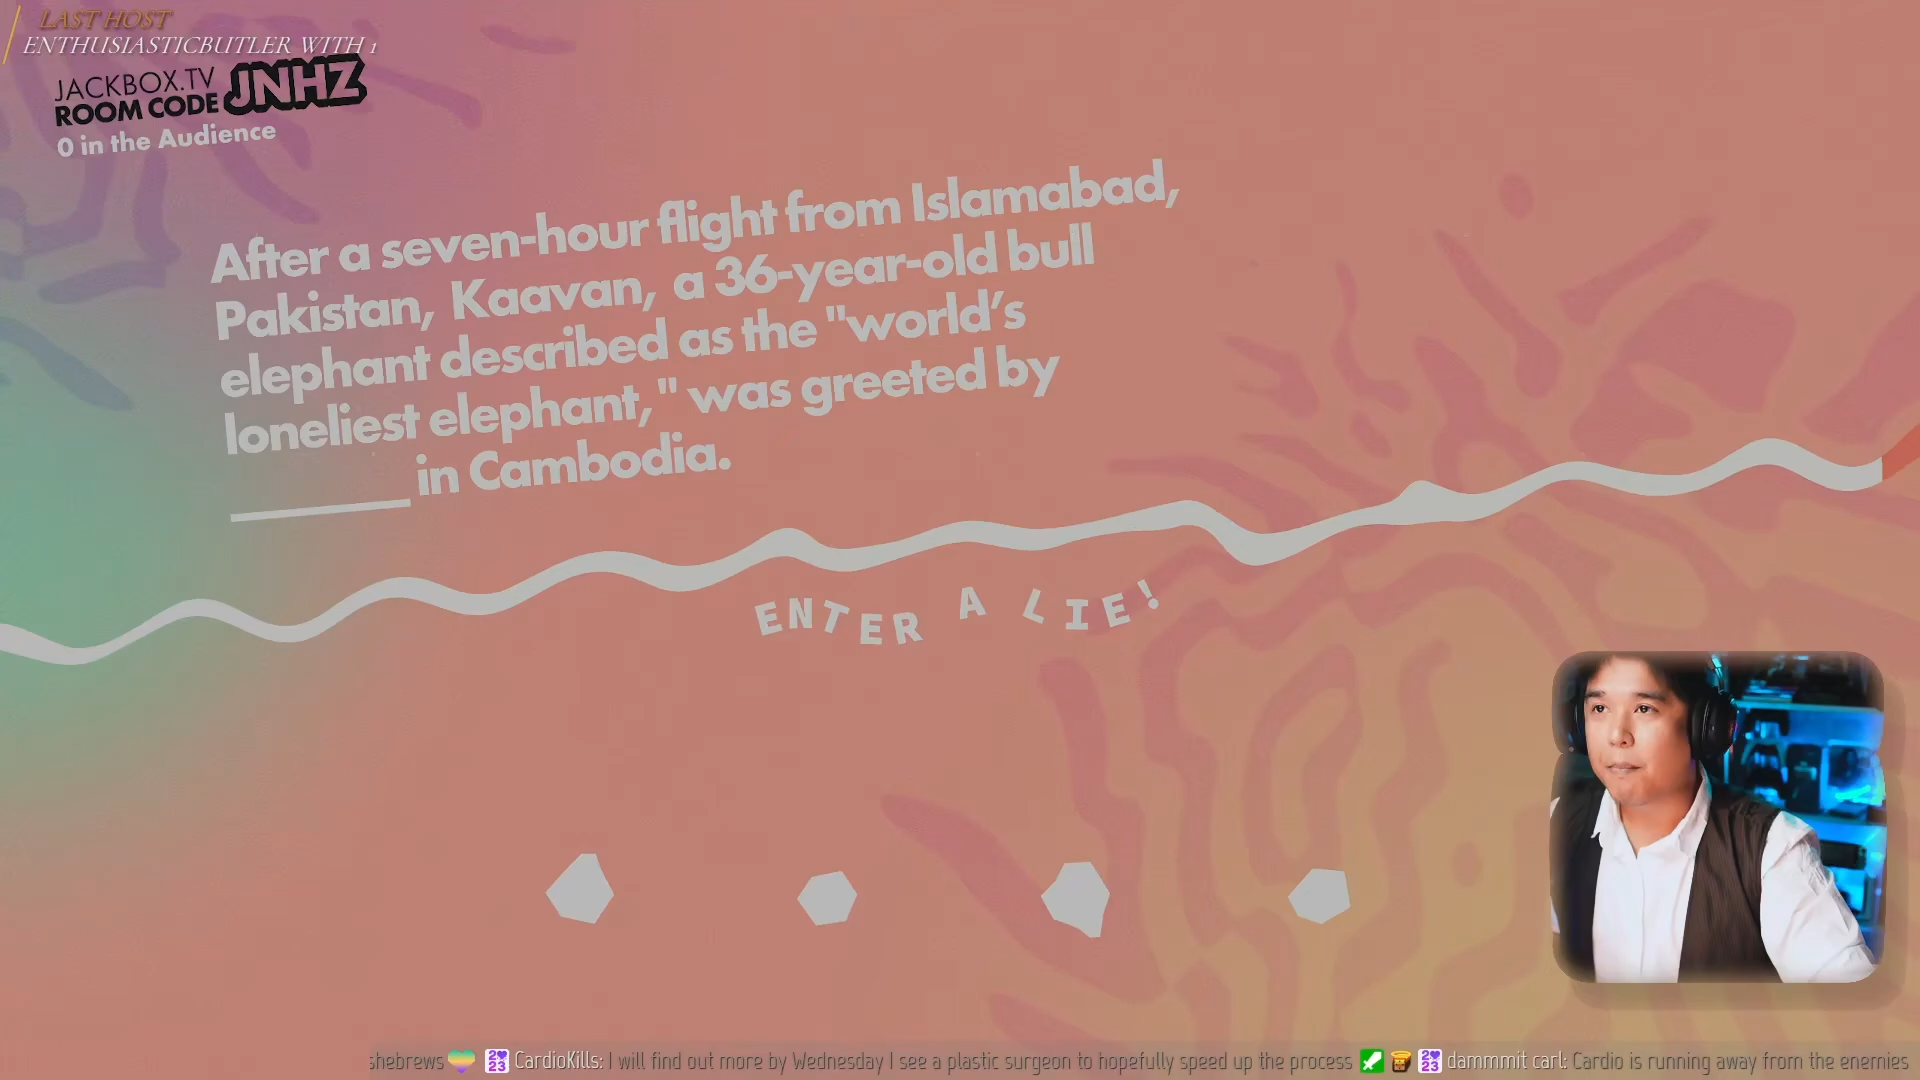 LAST HOST
ENTHUSIASTICBUTLER WITH 1
JACKBOX.TV
ROOM CODE JNHZ
0 in the Audience
After a seven-hour flight from Islamabad,
Pakistan, Kaavan, a 36-year-old bull
elephant described as the "world's
loneliest elephant," was greeted by
_______ in Cambodia.
ENTER A LIE!
shebrews CardioKills: I will find out more by Wednesday I see a plastic surgeon to hopefully speed up the process dammmit carl: Cardio is running away from the enemies